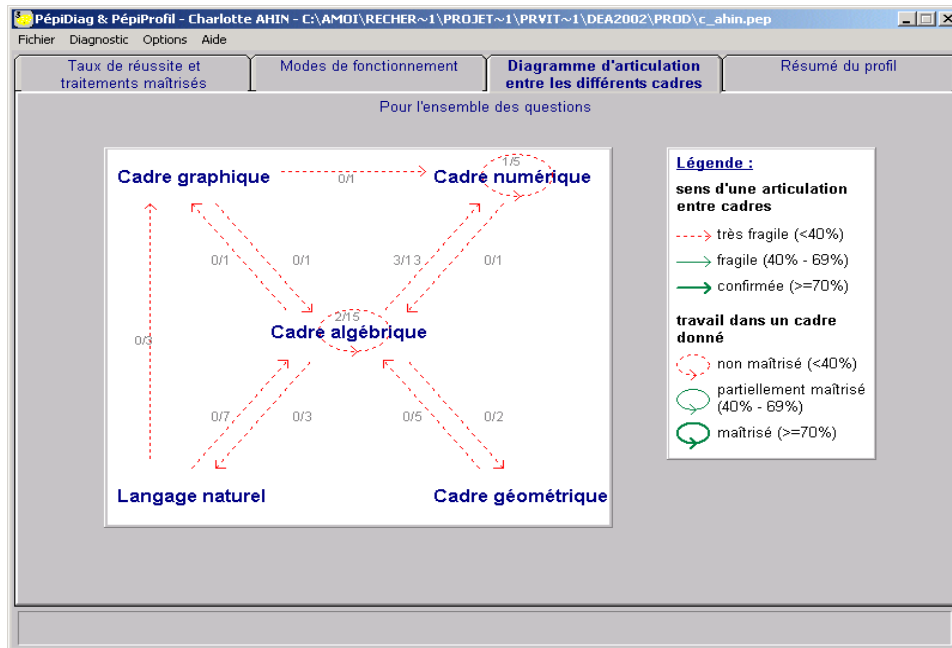 PépiDiag & PépiProfil - Charlotte AHIN - C:\AMOI\RECHER~1\PROJET~1\PRVIT~1\DEA2002\PROD\c_ahin.pep
Fichier Diagnostic Options Aide
Taux de réussite et
traitements maîtrisés
Modes de fonctionnement
Diagramme d'articulation
entre les différents cadres
Résumé du profil
Pour l'ensemble des questions
1/5
Cadre graphique
0/1
Cadre numérique
0/1
0/1
3/13
0/1
2/15
Cadre algébrique
0/3
0/7
0/3
0/5
0/2
Langage naturel
Cadre géométrique
Légende :
sens d'une articulation
entre cadres
très fragile (<40%)
fragile (40% - 69%)
confirmée (>=70%)
travail dans un cadre
donné
non maîtrisé (<40%)
partiellement maîtrisé
(40% - 69%)
maîtrisé (>=70%)